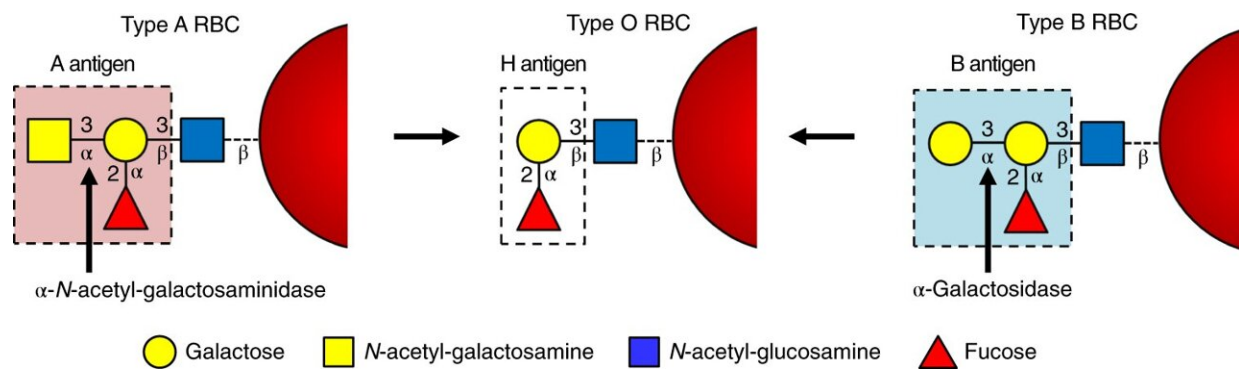 Type A RBC
A antigen
3
α
3
β
2
α
β
α-N-acetyl-galactosaminidase
Type O RBC
H antigen
3
β
2
α
β
Type B RBC
B antigen
3
α
3
β
2
α
β
α-Galactosidase
Galactose
N-acetyl-galactosamine
N-acetyl-glucosamine
Fucose